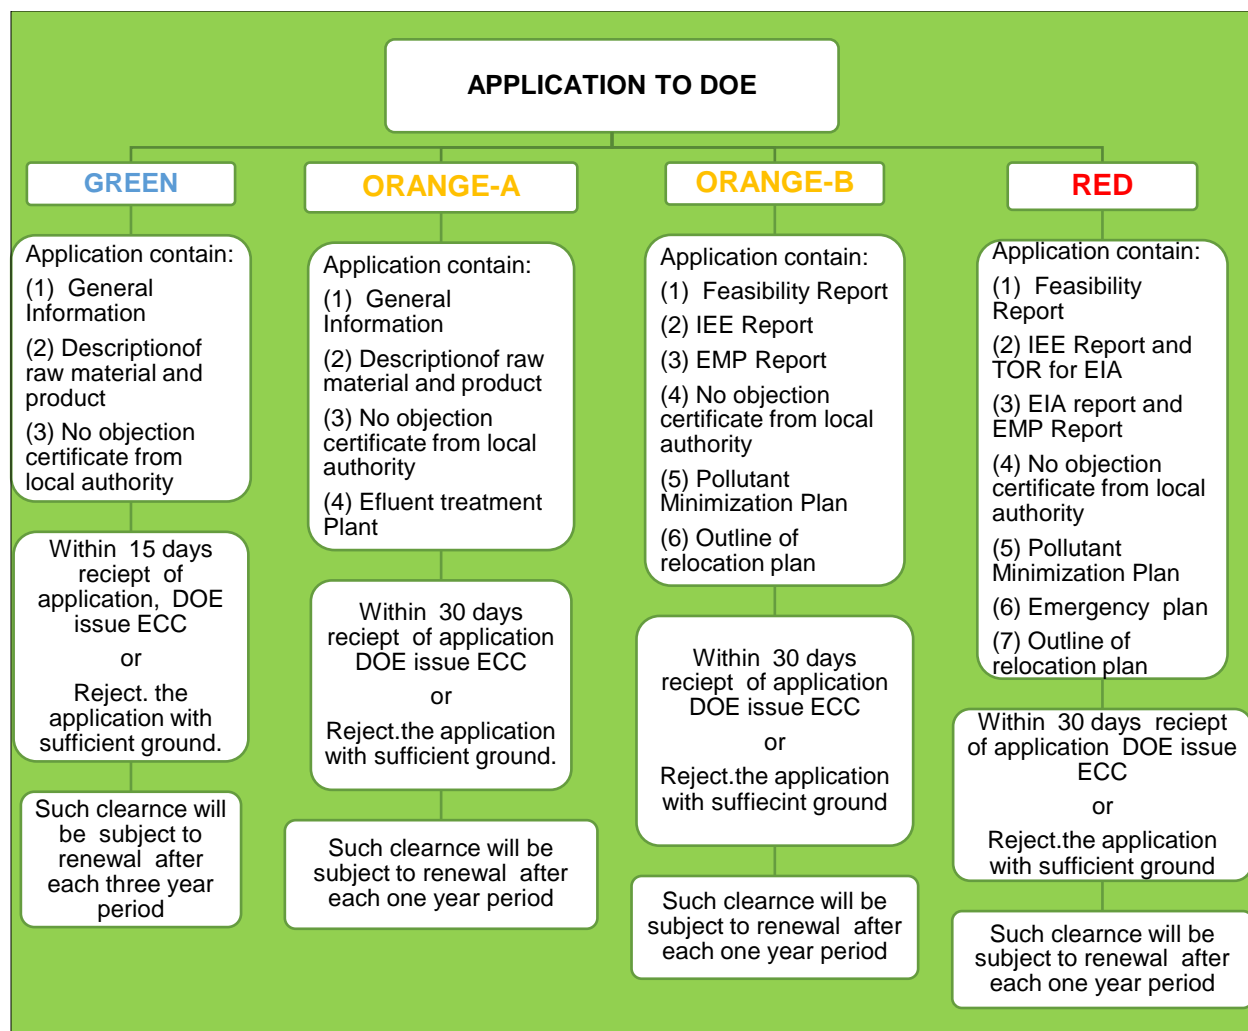 APPLICATION TO DOE
GREEN
Application contain:
(1) General
Information
(2) Descriptionof
raw material and
product
(3) No objection
certificate from
local authority
Within 15 days
reciept of
application, DOE
issue ECC
or
Reject. the
application with
sufficient ground.
Such clearnce will
be subject to
renewal after
each three year
period
ORANGE-A
Application contain:
(1) General
Information
(2) Descriptionof raw
material and product
(3) No objection
certificate from local
authority
(4) Efluent treatment
Plant
Within 30 days
reciept of application
DOE issue ECC
or
Reject.the application
with sufficient ground.
Such clearnce will be
subject to renewal after
each one year period
ORANGE-B
Application contain:
(1) Feasibility Report
(2) IEE Report
(3) EMP Report
(4) No objection
certificate from local
authority
(5) Pollutant
Minimization Plan
(6) Outline of
relocation plan
Within 30 days
reciept of application
DOE issue ECC
or
Reject.the application
with suffiecint ground
Such clearnce will be
subject to renewal after
each one year period
RED
Application contain:
(1) Feasibility
Report
(2) IEE Report and
TOR for EIA
(3) EIA report and
EMP Report
(4) No objection
certificate from local
authority
(5) Pollutant
Minimization Plan
(6) Emergency plan
(7) Outline of
relocation plan
Within 30 days reciept
of application DOE issue
ECC
or
Reject.the application
with sufficient ground
Such clearnce will be
subject to renewal after
each one year period